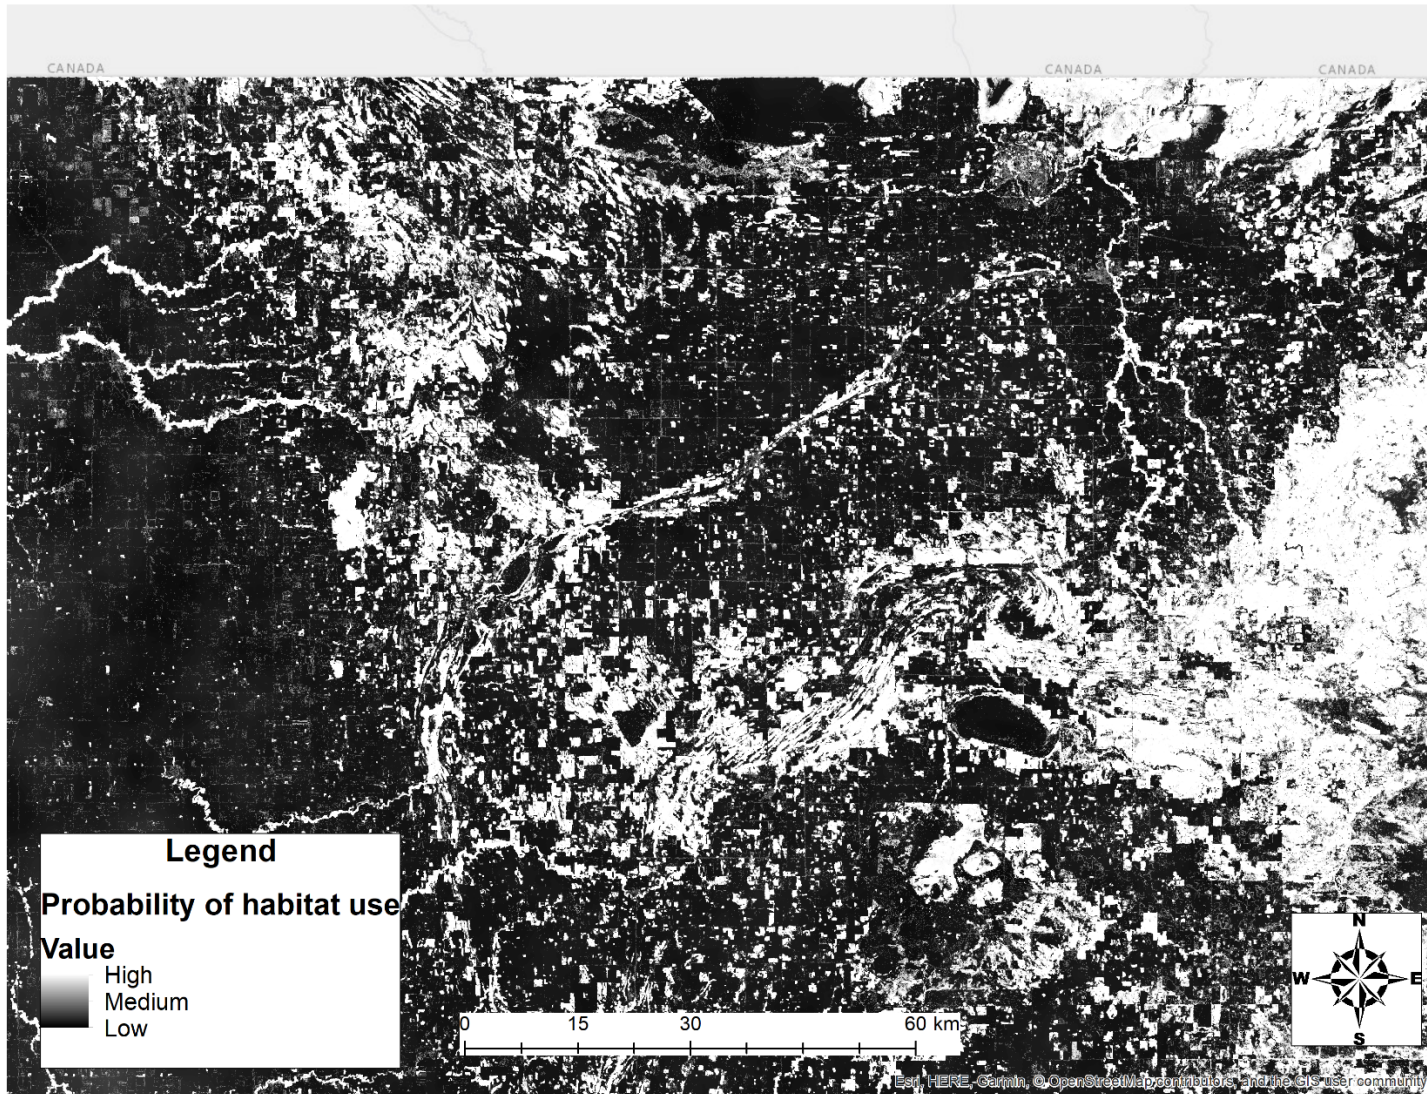 CANADA
CANADA
CANADA
Legend
Probability of habitat use
Value
High
Medium
Low
0 15 30 60 kms
N
W E
S
Esri, HERE, Garmin, © OpenStreetMap contributors, and the GIS user community